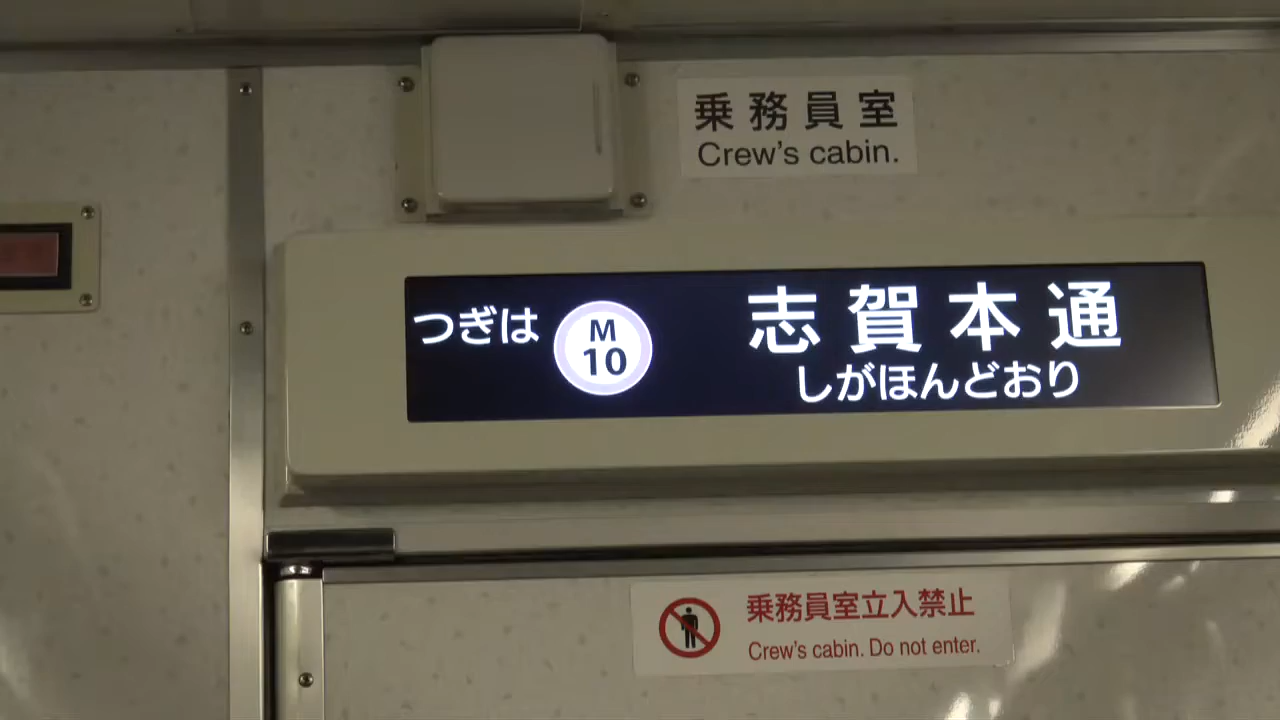 乗務員室
Crew's cabin.
つぎは
M
10
志賀本通
しがほんどおり
乗務員室立入禁止
Crew's cabin. Do not enter.